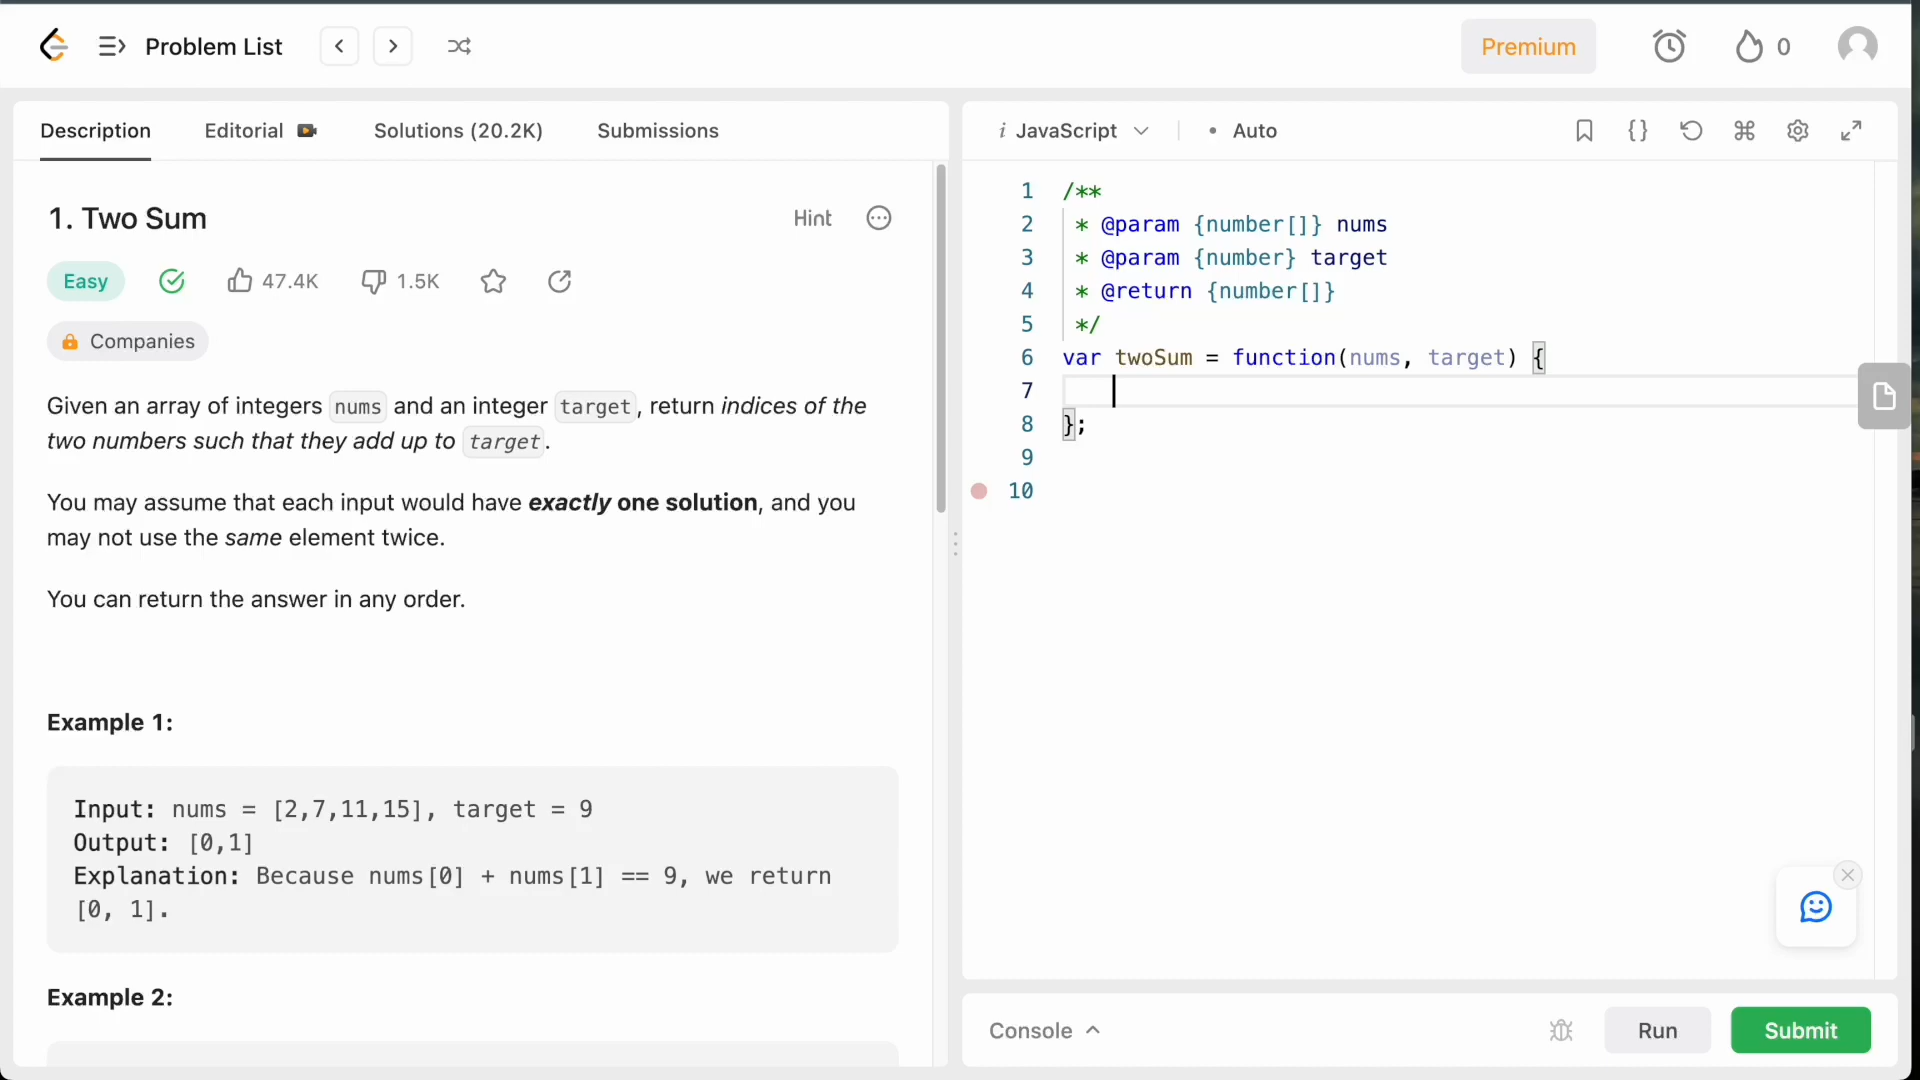 Problem List
Premium
0
Description Editorial Solutions (20.2K) Submissions
1. Two Sum
Hint
Easy 47.4K 1.5K
Companies
Given an array of integers nums and an integer target, return indices of the
two numbers such that they add up to target.
You may assume that each input would have exactly one solution, and you
may not use the same element twice.
You can return the answer in any order.
Example 1:
Input: nums = [2,7,11,15], target = 9
Output: [0,1]
Explanation: Because nums[0] + nums[1] == 9, we return
[0, 1].
Example 2:
i JavaScript • Auto
{}
1 /**
2 * @param {number[]} nums
3 * @param {number} target
4 * @return {number[]}
5 */
6 var twoSum = function(nums, target) {
7
8 };
9
10
Console
Run
Submit